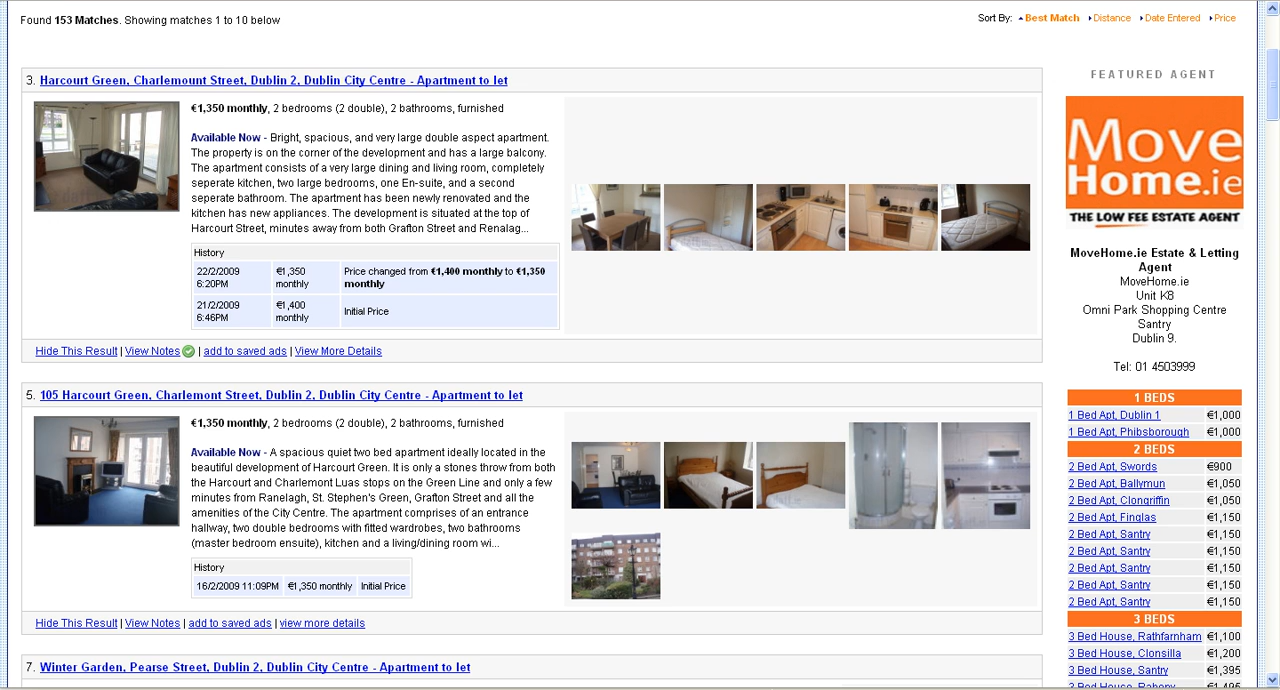 Found 153 Matches. Showing matches 1 to 10 below
Sort By: Best Match Distance Date Entered Price
3. Harcourt Green, Charlemount Street, Dublin 2, Dublin City Centre - Apartment to let
€1,350 monthly, 2 bedrooms (2 double), 2 bathrooms, furnished
Available Now - Bright, spacious, and very large double aspect apartment.
The property is on the corner of the development and has a large balcony.
The apartment consists of a very large dining and living room, completely
seperate kitchen, two large bedrooms, one En-suite, and a second
seperate bathroom. The apartment has been newly renovated and the
kitchen has new appliances. The development is situated at the top of
Harcourt Street, minutes away from both Grafton Street and Renelag...
History
22/2/2009 6:20PM €1,350 monthly Price changed from €1,400 monthly to €1,350 monthly
21/2/2009 6:46PM €1,400 monthly Initial Price
Hide This Result | View Notes | add to saved ads | View More Details
5. 105 Harcourt Green, Charlemont Street, Dublin 2, Dublin City Centre - Apartment to let
€1,350 monthly, 2 bedrooms (2 double), 2 bathrooms, furnished
Available Now - A spacious quiet two bed apartment ideally located in the
beautiful development of Harcourt Green. It is only a stones throw from both
the Harcourt and Charlemont Luas stops on the Green Line and only a few
minutes from Ranelagh, St. Stephen's Green, Grafton Street and all the
amenities of the City Centre. The apartment comprises of an entrance
hallway, two double bedrooms with fitted wardrobes, two bathrooms
(master bedroom ensuite), kitchen and a living/dining room wi...
History
16/2/2009 11:09PM €1,350 monthly Initial Price
Hide This Result | View Notes | add to saved ads | view more details
7. Winter Garden, Pearse Street, Dublin 2, Dublin City Centre - Apartment to let
FEATURED AGENT
Move
Home.ie
THE LOW FEE ESTATE AGENT
MoveHome.ie Estate & Letting
Agent
MoveHome.ie
Unit K8
Omni Park Shopping Centre
Santry
Dublin 9.
Tel: 01 4503999
1 BEDS
1 Bed Apt, Dublin 1 €1,000
1 Bed Apt, Phibsborough €1,000
2 BEDS
2 Bed Apt, Swords €900
2 Bed Apt, Ballymun €1,050
2 Bed Apt, Clongriffin €1,050
2 Bed Apt, Finglas €1,150
2 Bed Apt, Santry €1,150
2 Bed Apt, Santry €1,150
2 Bed Apt, Santry €1,150
2 Bed Apt, Santry €1,150
2 Bed Apt, Santry €1,150
3 BEDS
3 Bed House, Rathfarnham €1,100
3 Bed House, Clonsilla €1,200
3 Bed House, Santry €1,395
3 Bed House, Raheny €1,495